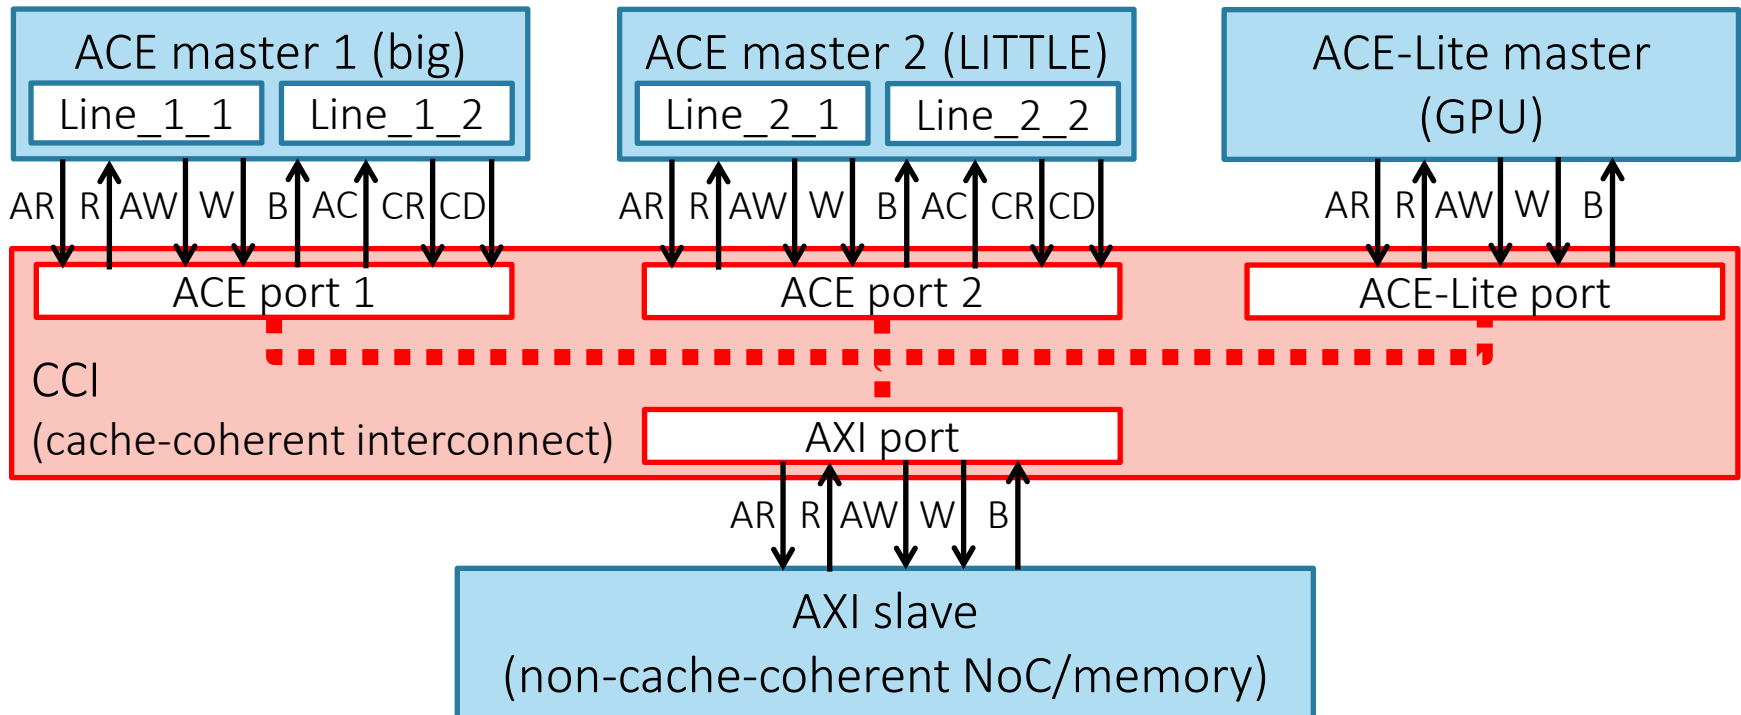 ACE master 1 (big)
Line_1_1
Line_1_2
ACE master 2 (LITTLE)
Line_2_1
Line_2_2
ACE-Lite master
(GPU)
AR R AW W B AC CR CD
AR R AW W B AC CR CD
AR R AW W B
ACE port 1
ACE port 2
ACE-Lite port
CCI
(cache-coherent interconnect)
AXI port
AR R AW W B
AXI slave
(non-cache-coherent NoC/memory)